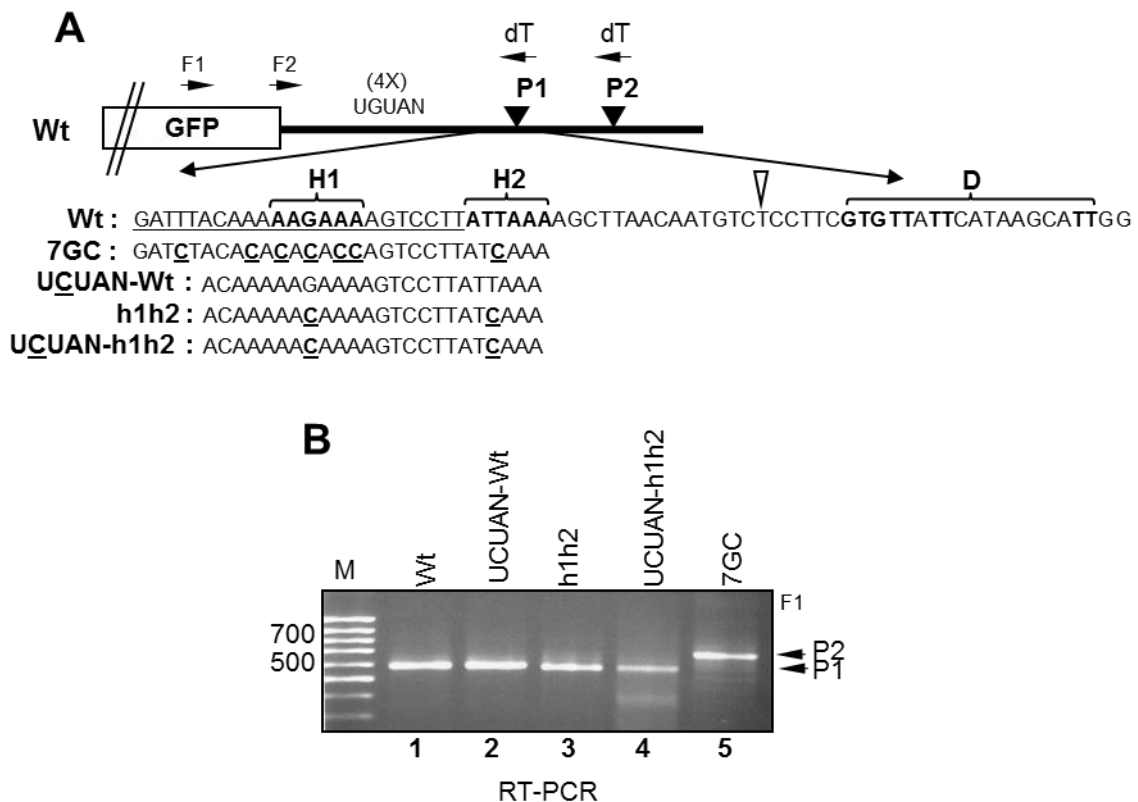 A
dT dT
F1 F2 (4X) P1 P2
UGUAN
Wt GFP
H1 H2 D
Wt : GATTTACAAAAAGAAAAGTCCTTATTAAAAGCTTAACAATGTCTCCTTCGTGTTATTCATAAGCATTGG
7GC : GATCTACACACACACCAGTCCTTATCAAA
UCUAN-Wt : ACAAAAAGAAAAGTCCTTATTAAA
h1h2 : ACAAAAACAAAAGTCCTTATCAAA
UCUAN-h1h2 : ACAAAAACAAAAGTCCTTATCAAA
B
M Wt UCUAN-Wt h1h2 UCUAN-h1h2 7GC
F1
700
500
P2
P1
1 2 3 4 5
RT-PCR